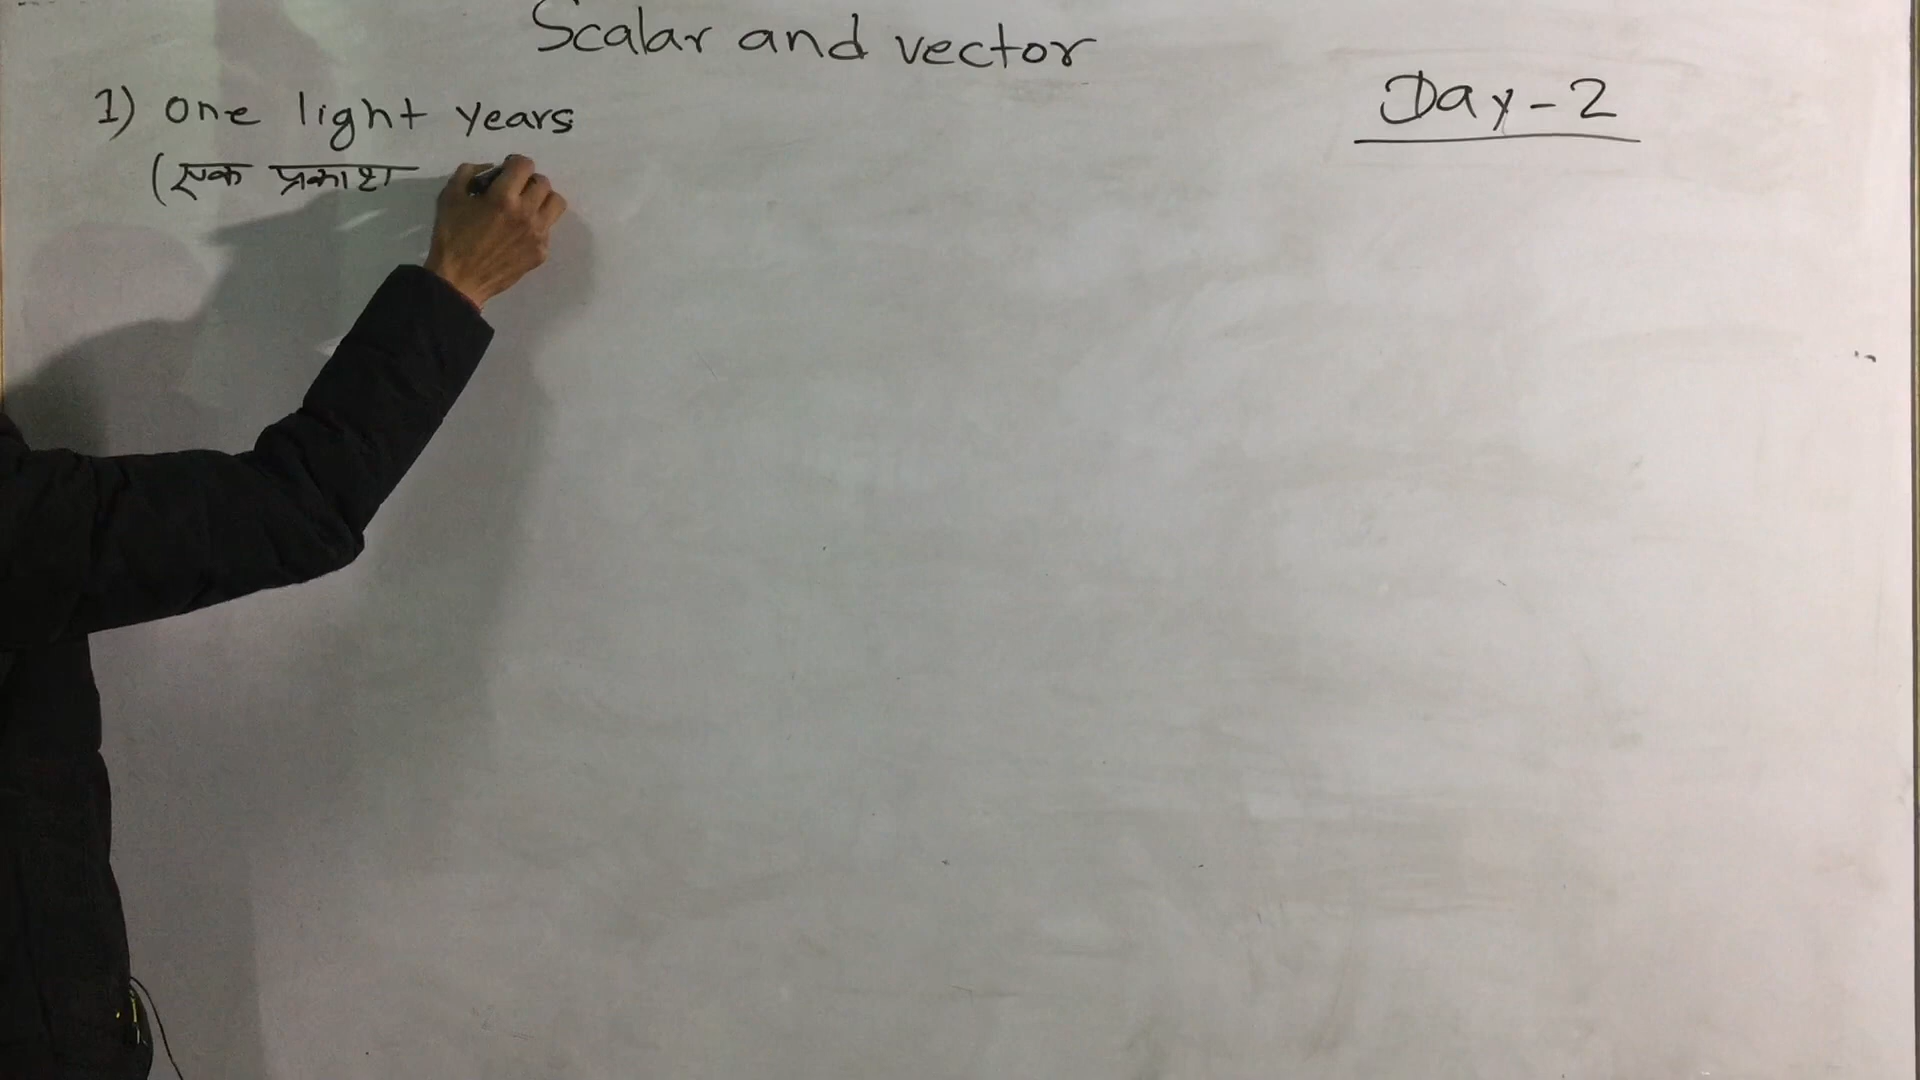 Scalar and vector
Day-2
1) one light years
(एक प्रकाश